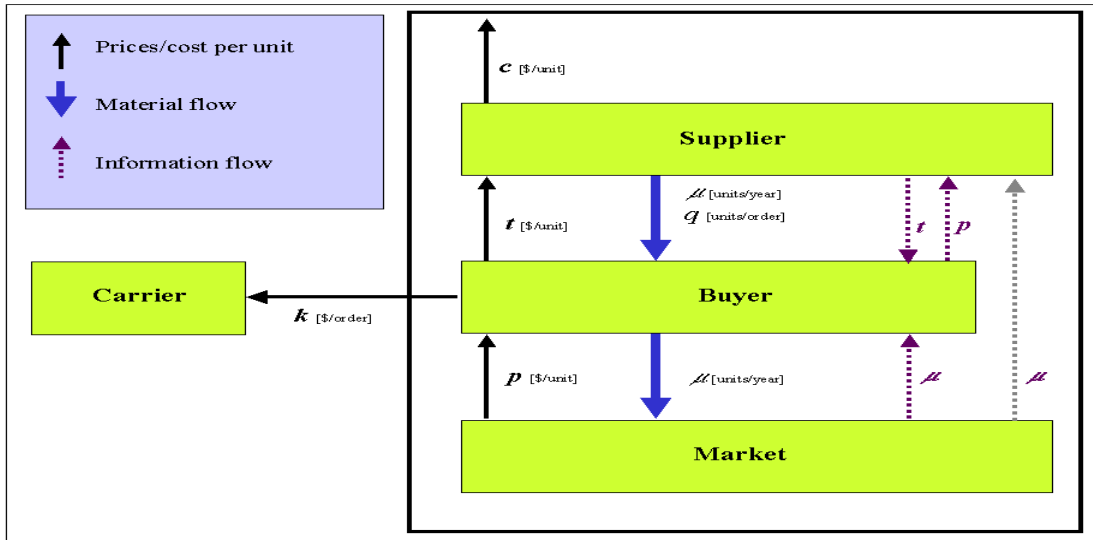 Prices/cost per unit
Material flow
Information flow
c [$/unit]
Supplier
μ [units/year]
q [units/order]
t [$/unit]
t
p
Carrier
Buyer
k [$/order]
p [$/unit]
μ [units/year]
μ
μ
Market